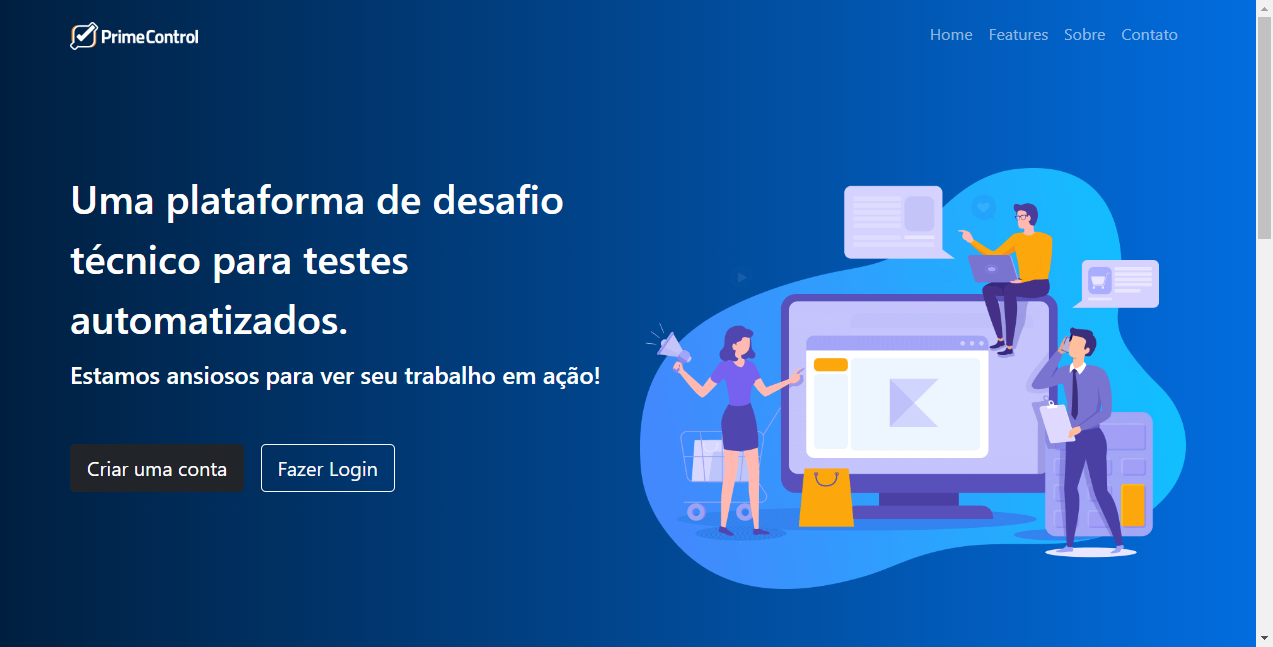 PrimeControl
Home Features Sobre Contato
Uma plataforma de desafio
técnico para testes
automatizados.
Estamos ansiosos para ver seu trabalho em ação!
Criar uma conta
Fazer Login